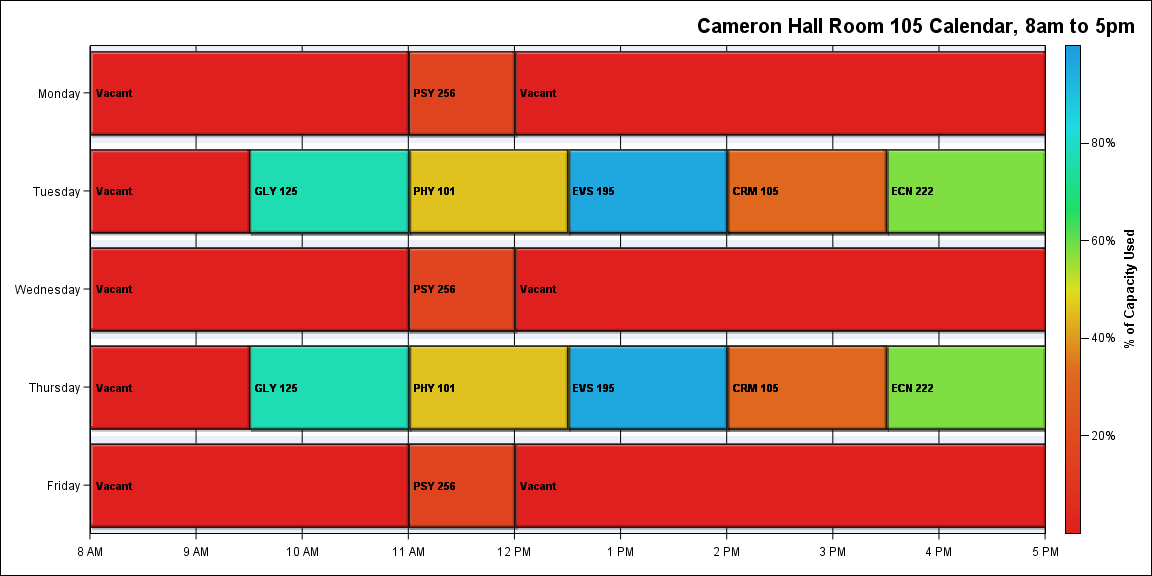 Cameron Hall Room 105 Calendar, 8am to 5pm
Monday
Vacant
PSY 256
Vacant
Tuesday
Vacant
GLY 125
PHY 101
EVS 195
CRM 105
ECN 222
Wednesday
Vacant
PSY 256
Vacant
Thursday
Vacant
GLY 125
PHY 101
EVS 195
CRM 105
ECN 222
Friday
Vacant
PSY 256
Vacant
8 AM
9 AM
10 AM
11 AM
12 PM
1 PM
2 PM
3 PM
4 PM
5 PM
80%
60%
40%
20%
% of Capacity Used